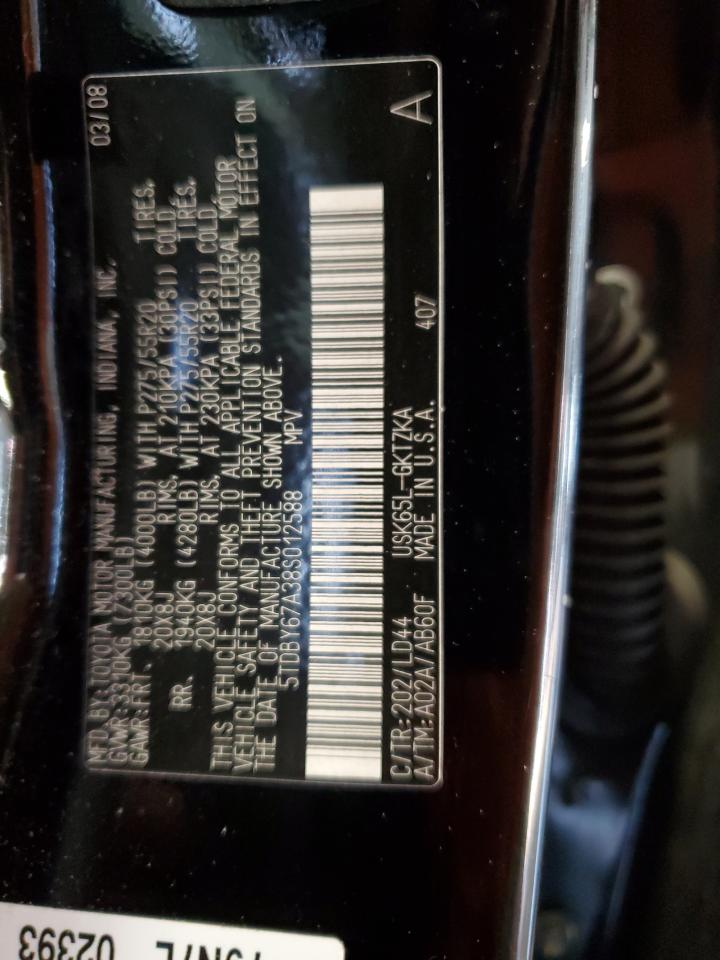 MFD. BY: TOYOTA MOTOR MANUFACTURING, INDIANA, INC. 03/08
GVWR:3310KG (7300LB)
GAWR:FRT. 1810KG (4000LB) WITH P275/55R20 TIRES,
20X8J RIMS, AT 210KPA (30PSI) COLD
RR. 1940KG (4280LB) WITH P275/55R20 TIRES,
20X8J RIMS, AT 230KPA (33PSI) COLD
THIS VEHICLE CONFORMS TO ALL APPLICABLE FEDERAL MOTOR
VEHICLE SAFETY AND THEFT PREVENTION STANDARDS IN EFFECT ON
THE DATE OF MANUFACTURE SHOWN ABOVE.
5TDBY67A38S012588 MPV
C/TR:202/LD44 USK65L-GKTZKA 407 A
A/TM:A02A/AB60F MADE IN U.S.A.
02393